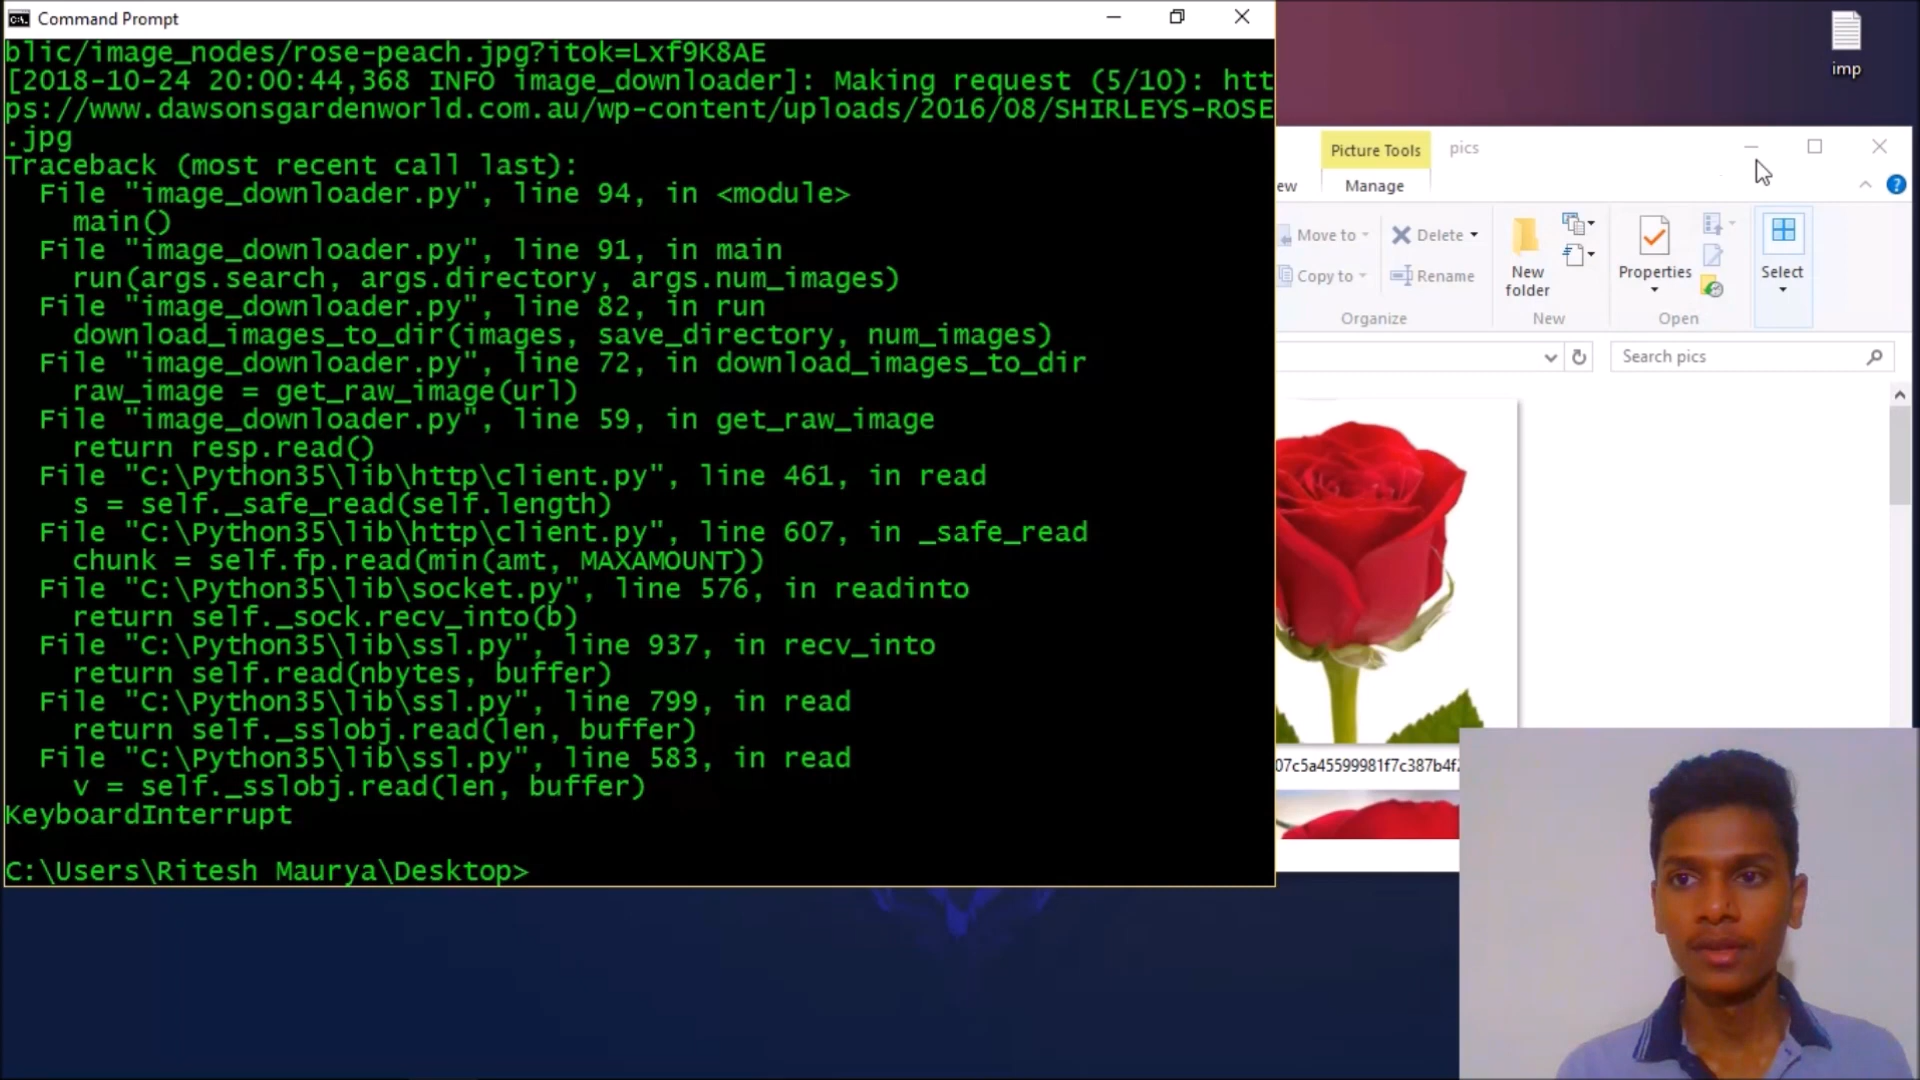 Command Prompt
blic/image_nodes/rose-peach.jpg?itok=Lxf9K8AE
[2018-10-24 20:00:44,368 INFO image_downloader]: Making request (5/10): htt
ps://www.dawsonsgardenworld.com.au/wp-content/uploads/2016/08/SHIRLEYS-ROSE
.jpg
Traceback (most recent call last):
  File "image_downloader.py", line 94, in <module>
    main()
  File "image_downloader.py", line 91, in main
    run(args.search, args.directory, args.num_images)
  File "image_downloader.py", line 82, in run
    download_images_to_dir(images, save_directory, num_images)
  File "image_downloader.py", line 72, in download_images_to_dir
    raw_image = get_raw_image(url)
  File "image_downloader.py", line 59, in get_raw_image
    return resp.read()
  File "C:\Python35\lib\http\client.py", line 461, in read
    s = self._safe_read(self.length)
  File "C:\Python35\lib\http\client.py", line 607, in _safe_read
    chunk = self.fp.read(min(amt, MAXAMOUNT))
  File "C:\Python35\lib\socket.py", line 576, in readinto
    return self._sock.recv_into(b)
  File "C:\Python35\lib\ssl.py", line 937, in recv_into
    return self.read(nbytes, buffer)
  File "C:\Python35\lib\ssl.py", line 799, in read
    return self._sslobj.read(len, buffer)
  File "C:\Python35\lib\ssl.py", line 583, in read
    v = self._sslobj.read(len, buffer)
KeyboardInterrupt
C:\Users\Ritesh Maurya\Desktop>
imp
Picture Tools
pics
ew
Manage
Move to
Copy to
Delete
Rename
Organize
New
folder
New
Properties
Open
Select
Search pics
07c5a45599981f7c387b4f